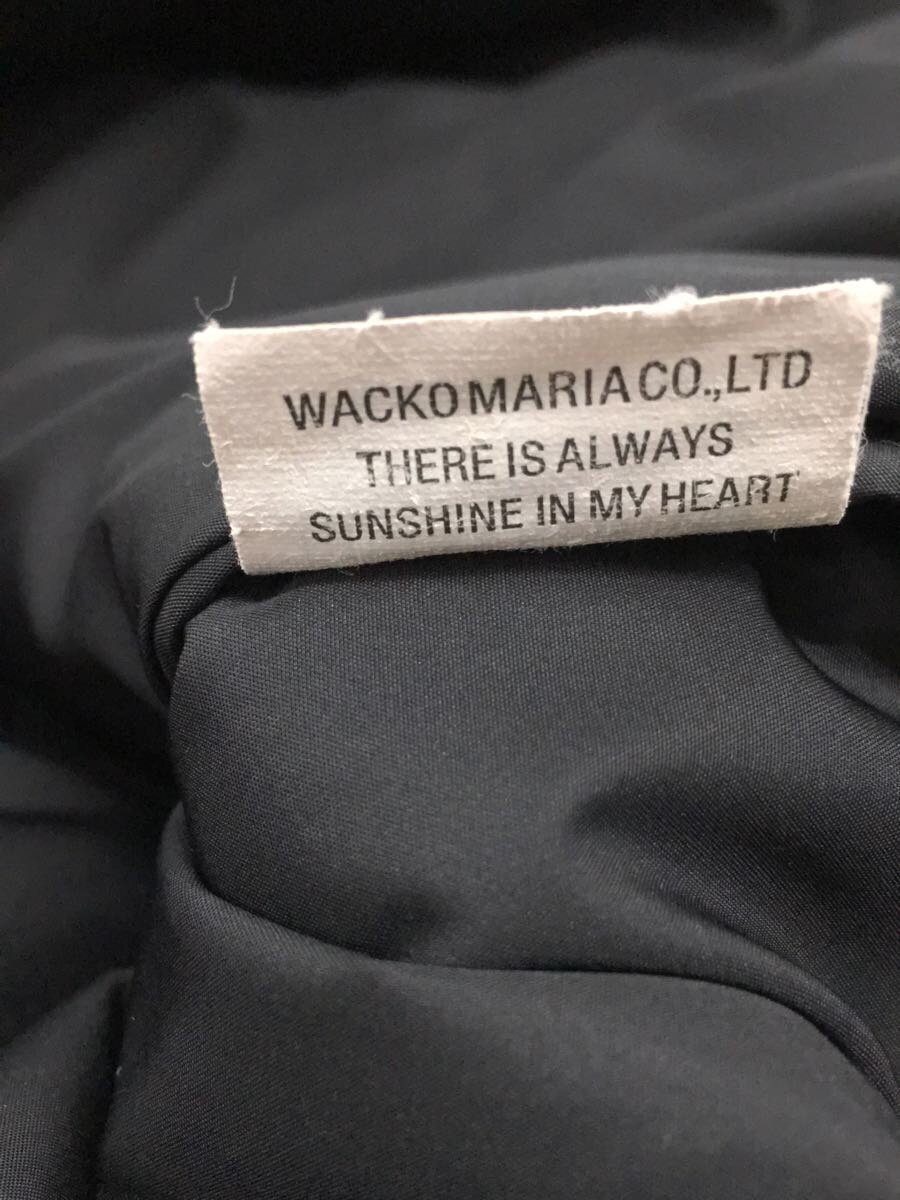 WACKO MARIA CO.,LTD
THERE IS ALWAYS
SUNSHINE IN MY HEART